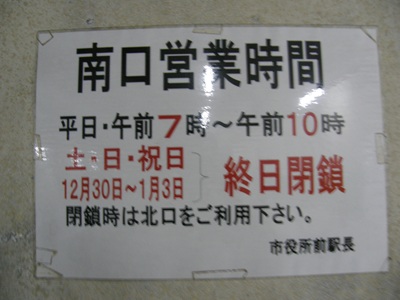 南口営業時間
平日・午前7時～午前10時
土・日・祝日
12月30日～1月3日
終日閉鎖
閉鎖時は北口をご利用下さい。
市役所前駅長